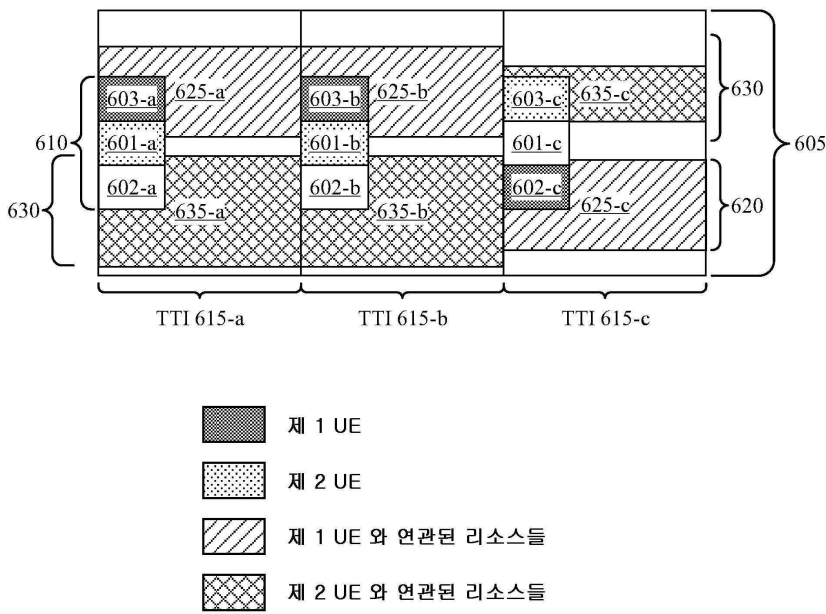 603-a 625-a 603-b 625-b 603-c 635-c 630
610 601-a 601-b 601-c 605
630 602-a 635-a 602-b 635-b 602-c 625-c 620
TTI 615-a TTI 615-b TTI 615-c
제 1 UE
제 2 UE
제 1 UE 와 연관된 리소스들
제 2 UE 와 연관된 리소스들